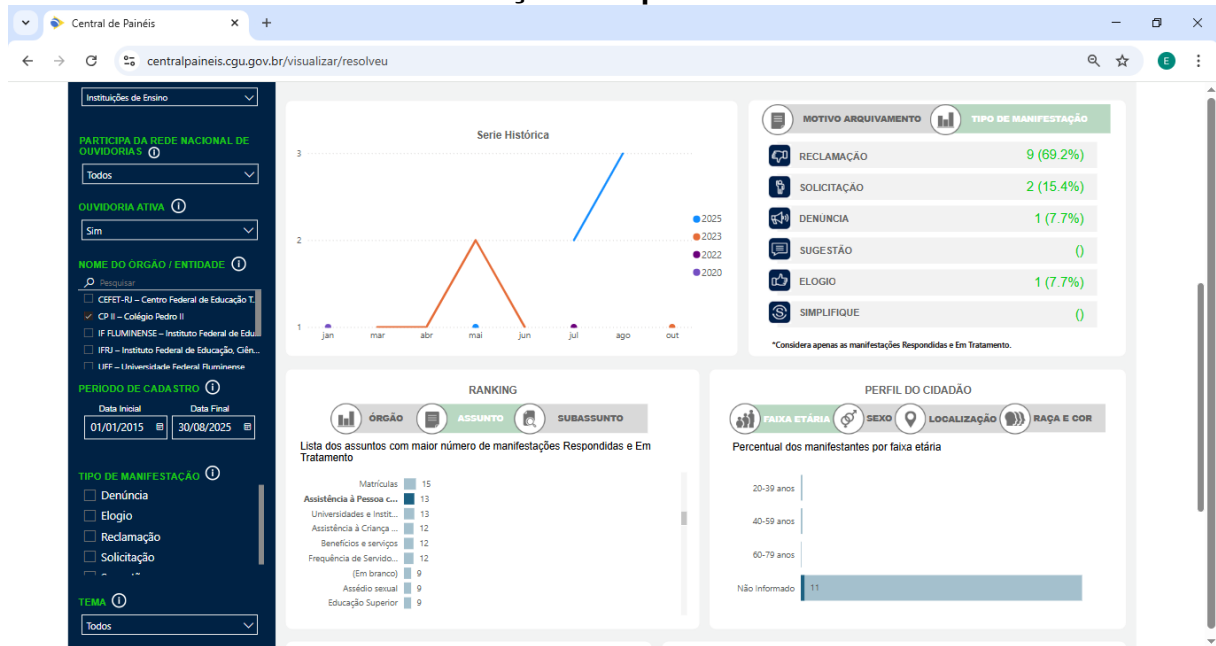 Central de Painéis
centralpaineis.cgu.gov.br/visualizar/resolveu
E
Instituições de Ensino
PARTICIPA DA REDE NACIONAL DE
OUVIDORIAS
Todos
OUVIDORIA ATIVA
Sim
NOME DO ÓRGÃO / ENTIDADE
Pesquisar
CEFET-RJ – Centro Federal de Educação T...
CP II – Colégio Pedro II
IF FLUMINENSE – Instituto Federal de Edu...
IFRJ – Instituto Federal de Educação, Ciên...
UFF – Universidade Federal Fluminense
PERÍODO DE CADASTRO
Data Inicial Data Final
01/01/2015 30/08/2025
TIPO DE MANIFESTAÇÃO
Denúncia
Elogio
Reclamação
Solicitação
TEMA
Todos
Serie Histórica
3
2
1
jan mar abr mai jun jul ago out
2025
2023
2022
2020
MOTIVO ARQUIVAMENTO TIPO DE MANIFESTAÇÃO
RECLAMAÇÃO 9 (69.2%)
SOLICITAÇÃO 2 (15.4%)
DENÚNCIA 1 (7.7%)
SUGESTÃO ()
ELOGIO 1 (7.7%)
SIMPLIFIQUE ()
*Considera apenas as manifestações Respondidas e Em Tratamento.
RANKING
ÓRGÃO ASSUNTO SUBASSUNTO
Lista dos assuntos com maior número de manifestações Respondidas e Em
Tratamento
Matrículas 15
Assistência à Pessoa c... 13
Universidades e Instit... 13
Assistência à Criança ... 12
Benefícios e serviços 12
Frequência de Servido... 12
(Em branco) 9
Assédio sexual 9
Educação Superior 9
PERFIL DO CIDADÃO
FAIXA ETÁRIA SEXO LOCALIZAÇÃO RAÇA E COR
Percentual dos manifestantes por faixa etária
20-39 anos
40-59 anos
60-79 anos
Não Informado 11